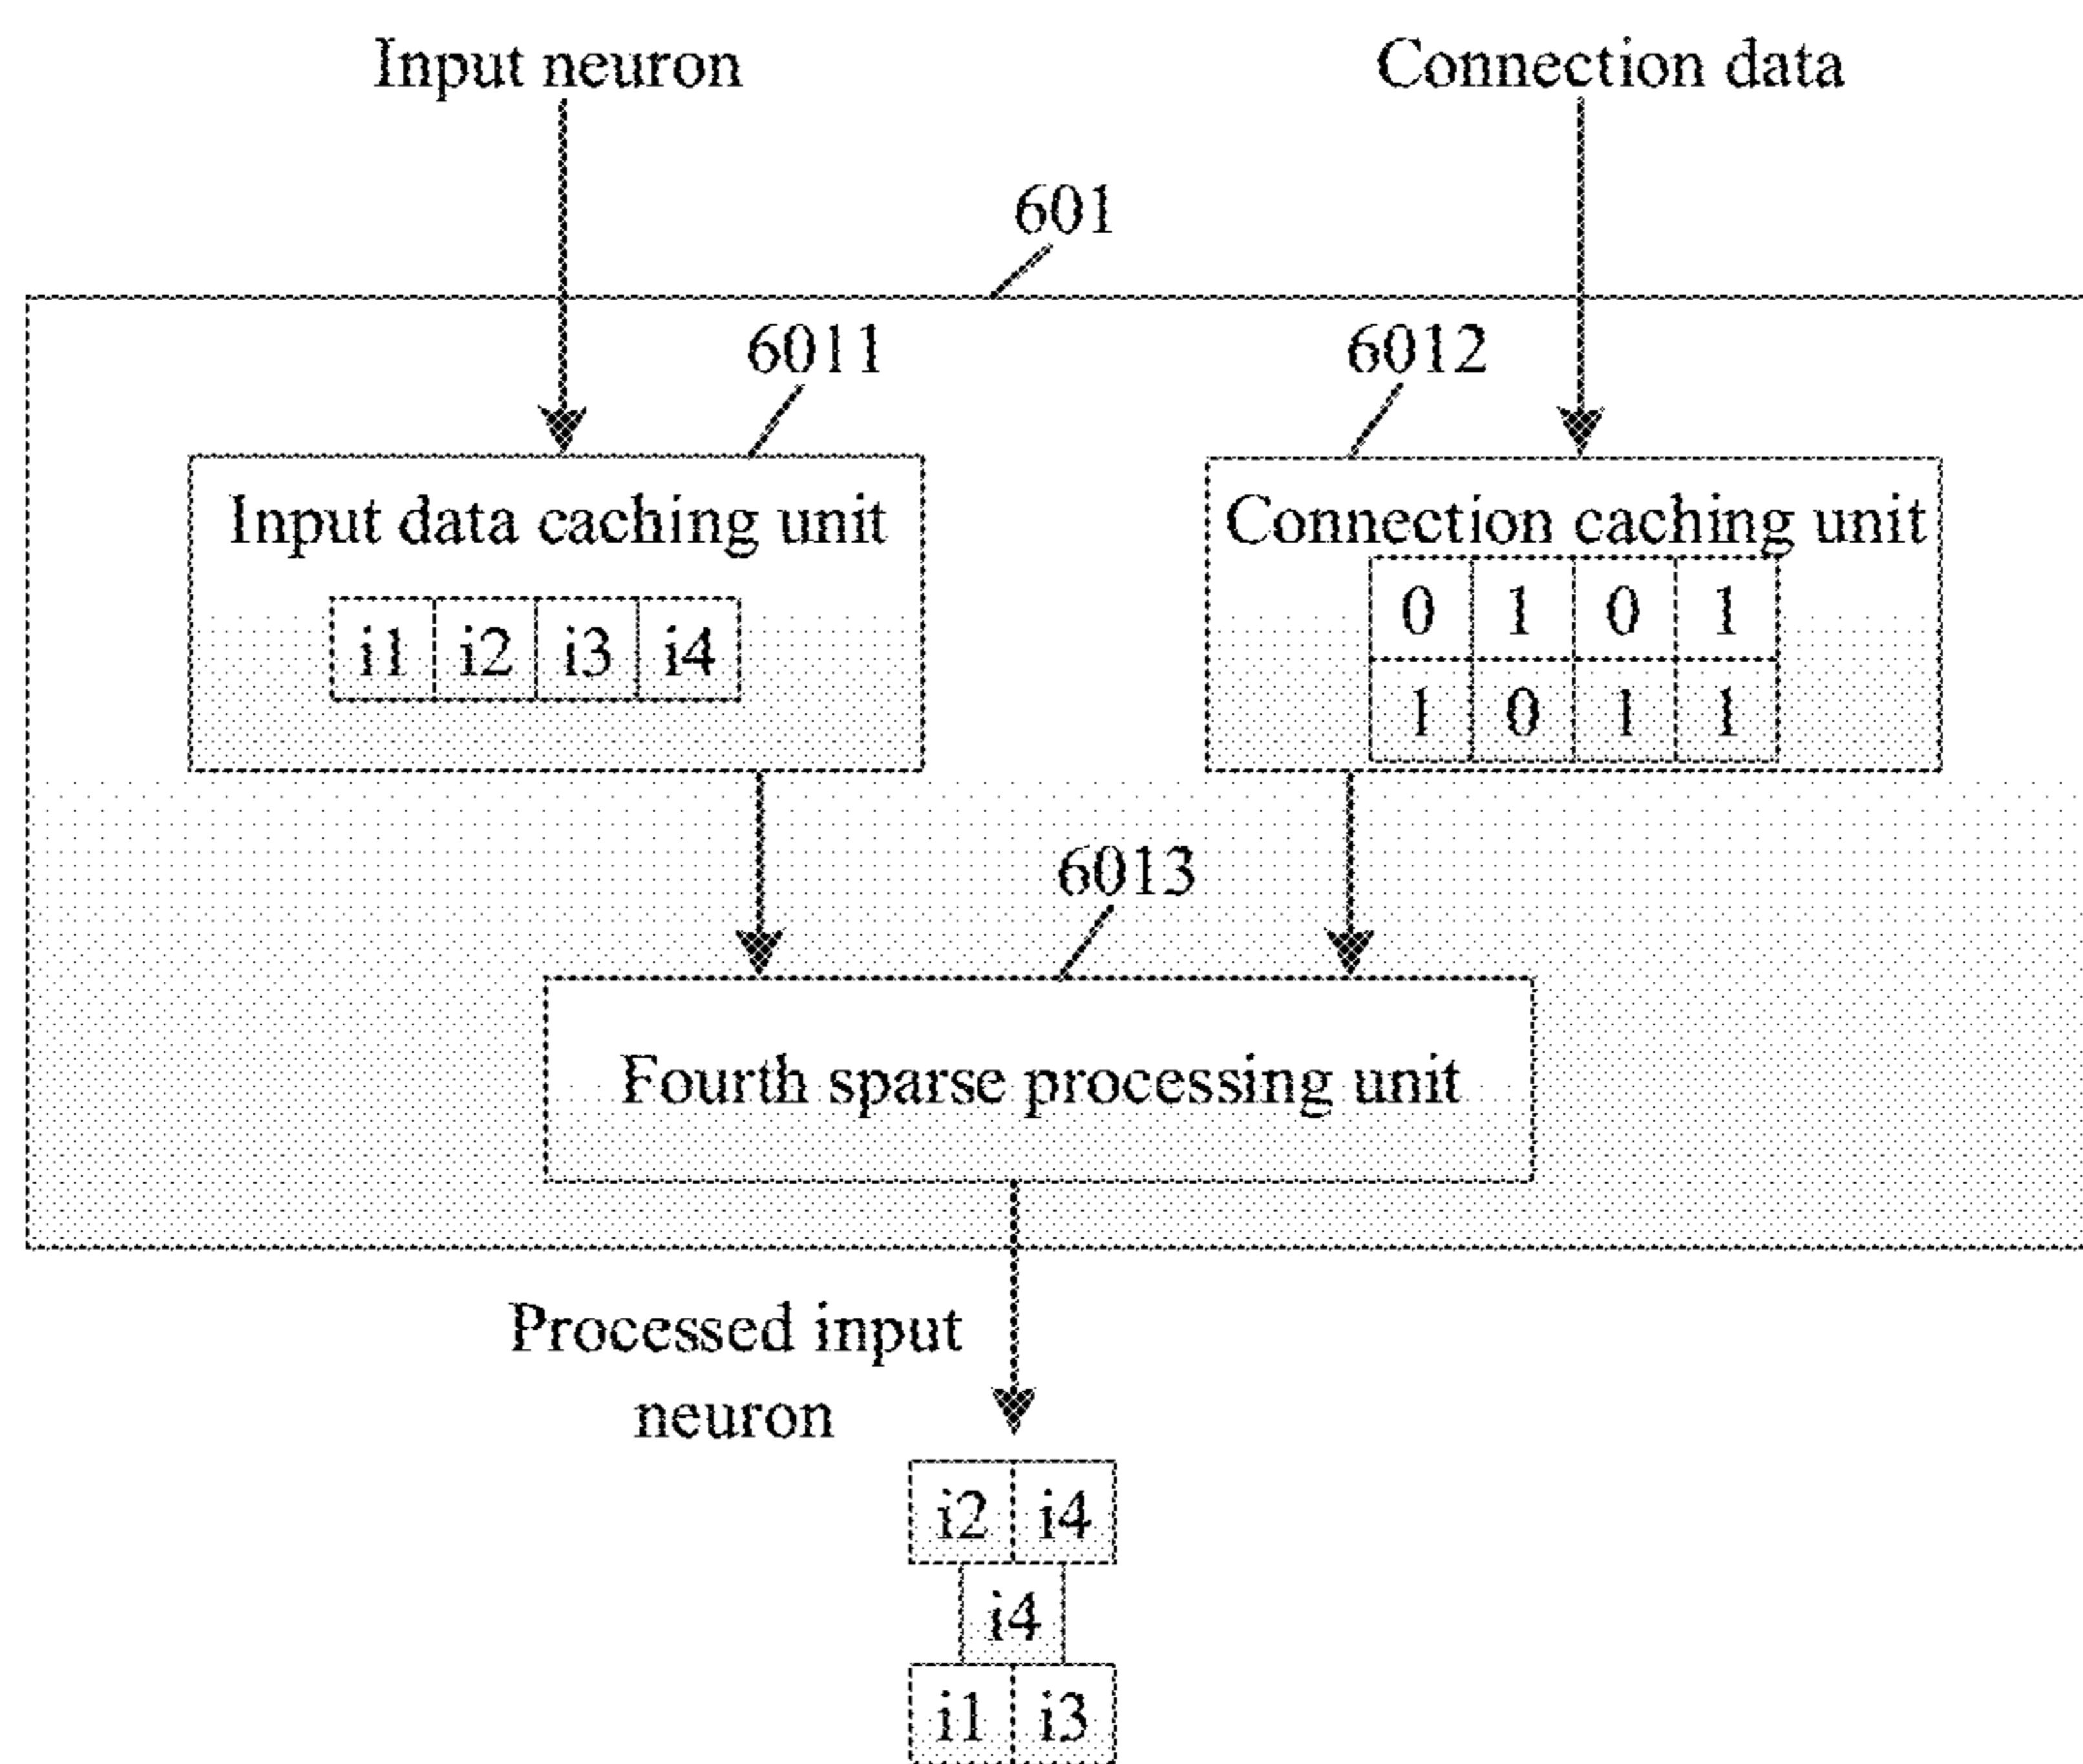 Input neuron
Connection data
601
6011
6012
Input data caching unit
i1 i2 i3 i4
Connection caching unit
0 1 0 1
1 0 1 1
6013
Fourth sparse processing unit
Processed input
neuron
i2 i4
i4
i1 i3